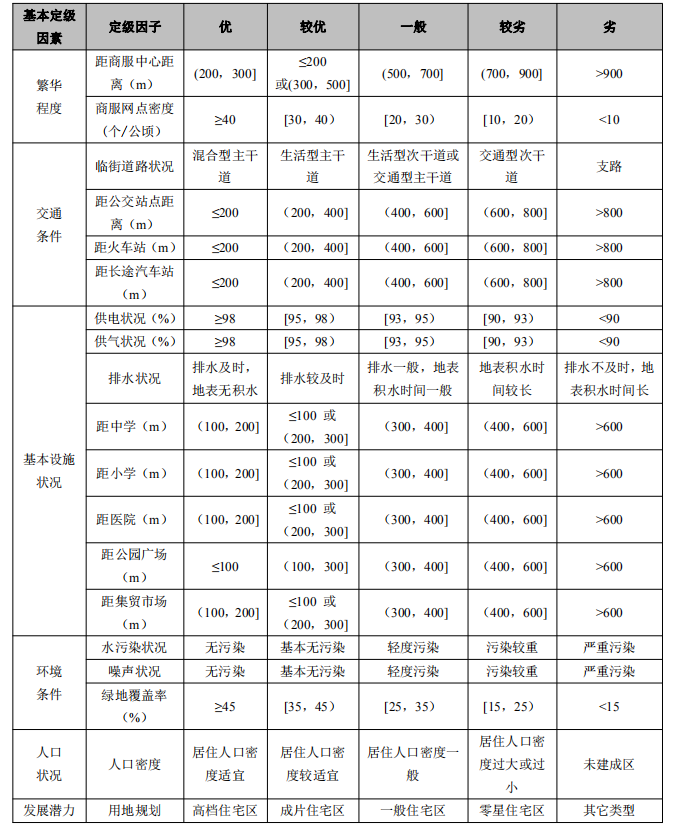 基本定级因素 定级因子 优 较优 一般 较劣 劣
繁华程度 距商服中心距离（m） (200，300] ≤200或(300，500] (500，700] (700，900] >900
商服网点密度(个/公顷) ≥40 [30，40） [20，30） [10，20） <10
交通条件 临街道路状况 混合型主干道 生活型主干道 生活型次干道或交通型主干道 交通型次干道 支路
距公交站点距离（m） ≤200 （200，400] （400，600] （600，800] >800
距火车站（m） ≤200 （200，400] （400，600] （600，800] >800
距长途汽车站（m） ≤200 （200，400] （400，600] （600，800] >800
基本设施状况 供电状况（%） ≥98 [95，98） [93，95） [90，93） <90
供气状况（%） ≥98 [95，98） [93，95） [90，93） <90
排水状况 排水及时，地表无积水 排水较及时 排水一般，地表积水时间一般 地表积水时间较长 排水不及时，地表积水时间长
距中学（m） （100，200] ≤100 或（200，300] （300，400] （400，600] >600
距小学（m） （100，200] ≤100 或（200，300] （300，400] （400，600] >600
距医院（m） （100，200] ≤100 或（200，300] （300，400] （400，600] >600
距公园广场（m） ≤100 （100，300] （300，400] （400，600] >600
距集贸市场（m） （100，200] ≤100 或（200，300] （300，400] （400，600] >600
环境条件 水污染状况 无污染 基本无污染 轻度污染 污染较重 严重污染
噪声状况 无污染 基本无污染 轻度污染 污染较重 严重污染
绿地覆盖率（%） ≥45 [35，45） [25，35） [15，25） <15
人口状况 人口密度 居住人口密度适宜 居住人口密度较适宜 居住人口密度一般 居住人口密度过大或过小 未建成区
发展潜力 用地规划 高档住宅区 成片住宅区 一般住宅区 零星住宅区 其它类型